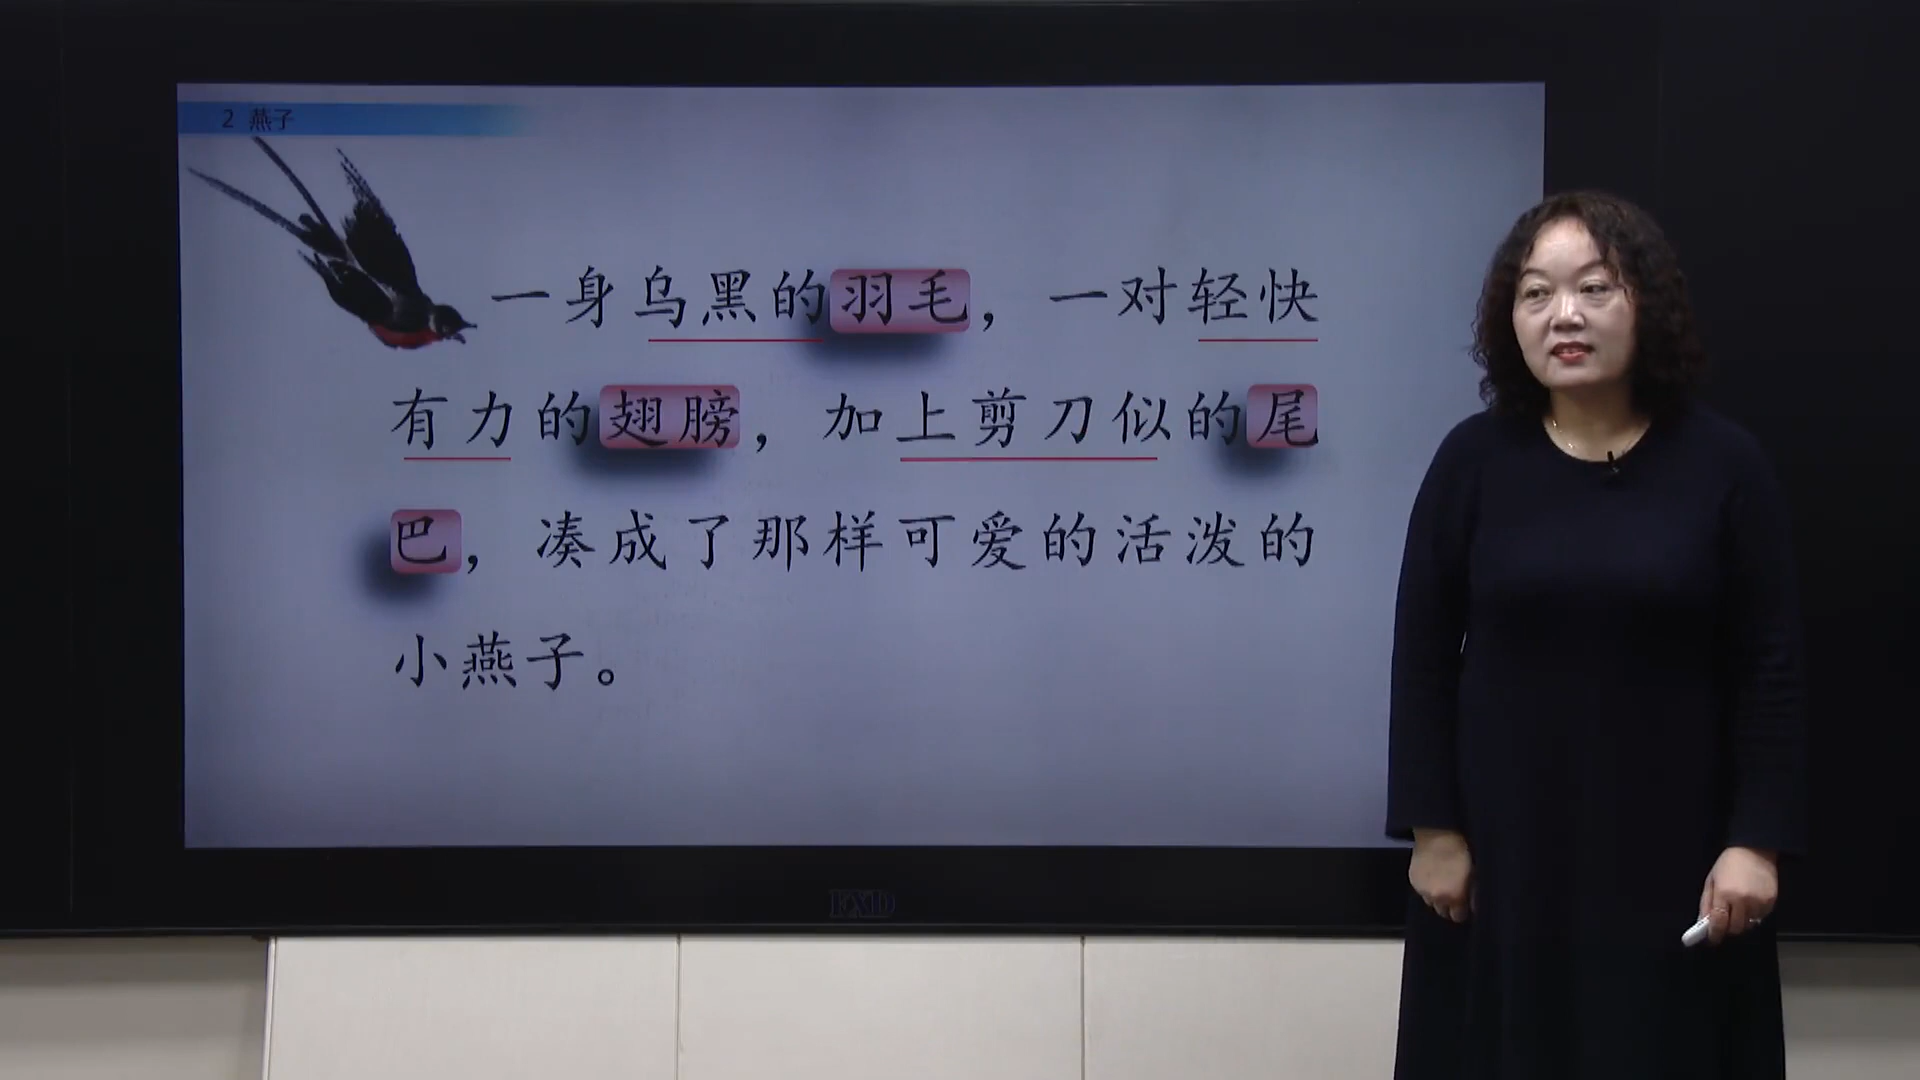 2 燕子
一身乌黑的羽毛，一对轻快
有力的翅膀，加上剪刀似的尾
巴，凑成了那样可爱的活泼的
小燕子。
EXD